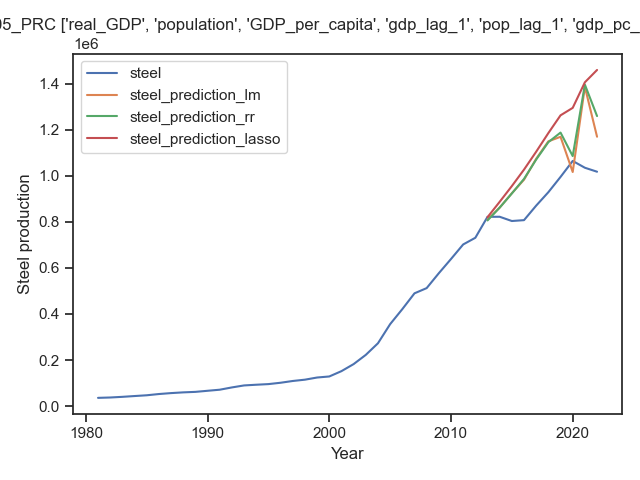 05_PRC ['real_GDP', 'population', 'GDP_per_capita', 'gdp_lag_1', 'pop_lag_1', 'gdp_pc_
1e6
steel
steel_prediction_lm
steel_prediction_rr
steel_prediction_lasso
1.4
1.2
1.0
0.8
0.6
0.4
0.2
0.0
Steel production
1980
1990
2000
2010
2020
Year